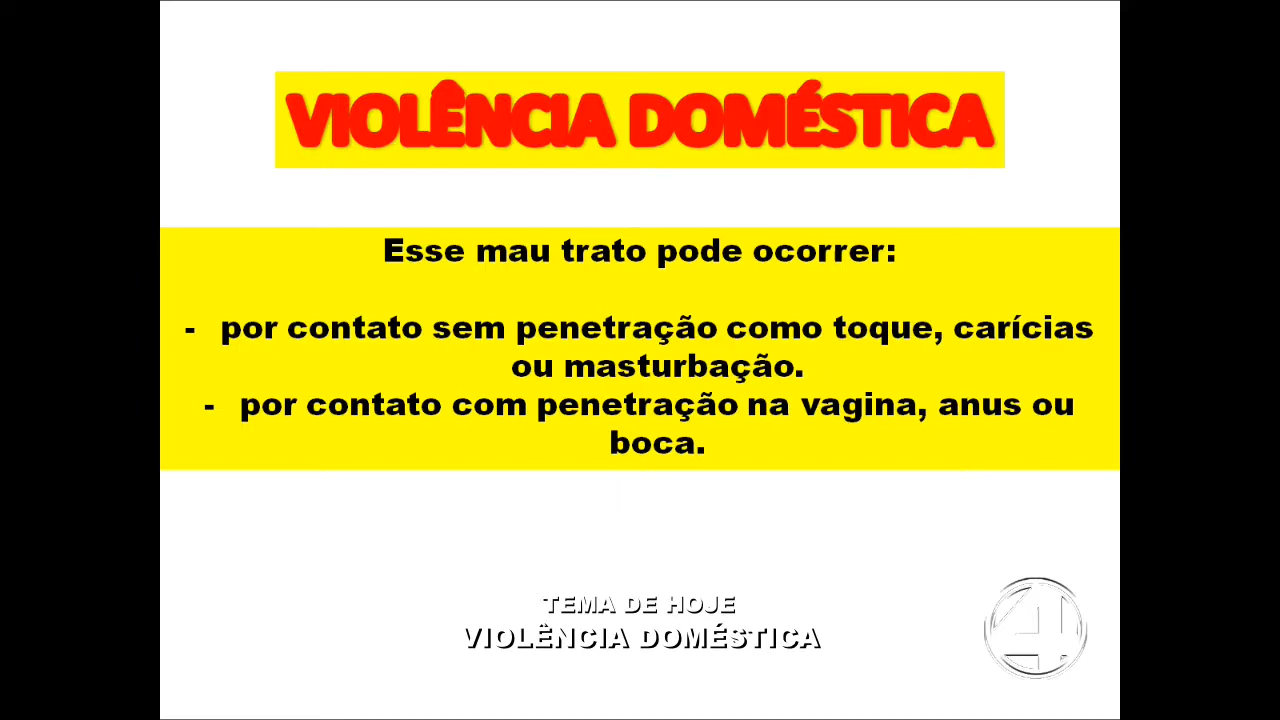 VIOLÊNCIA DOMÉSTICA
Esse mau trato pode ocorrer:
- por contato sem penetração como toque, carícias
ou masturbação.
- por contato com penetração na vagina, anus ou
boca.
TEMA DE HOJE
VIOLÊNCIA DOMÉSTICA
4